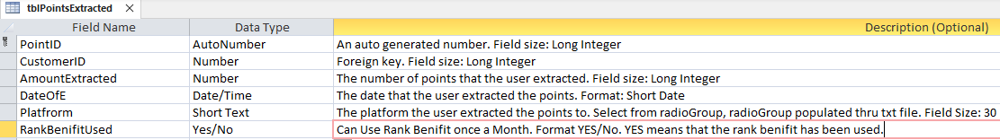 tblPointsExtracted
Field Name Data Type Description (Optional)
PointID AutoNumber An auto generated number. Field size: Long Integer
CustomerID Number Foreign key. Field size: Long Integer
AmountExtracted Number The number of points that the user extracted. Field size: Long Integer
DateOfE Date/Time The date that the user extracted the points. Format: Short Date
Platfrorm Short Text The platform the user extracted the points to. Select from radioGroup, radioGroup populated thru txt file. Field Size: 30
RankBenifitUsed Yes/No Can Use Rank Benifit once a Month. Format YES/No. YES means that the rank benifit has been used.